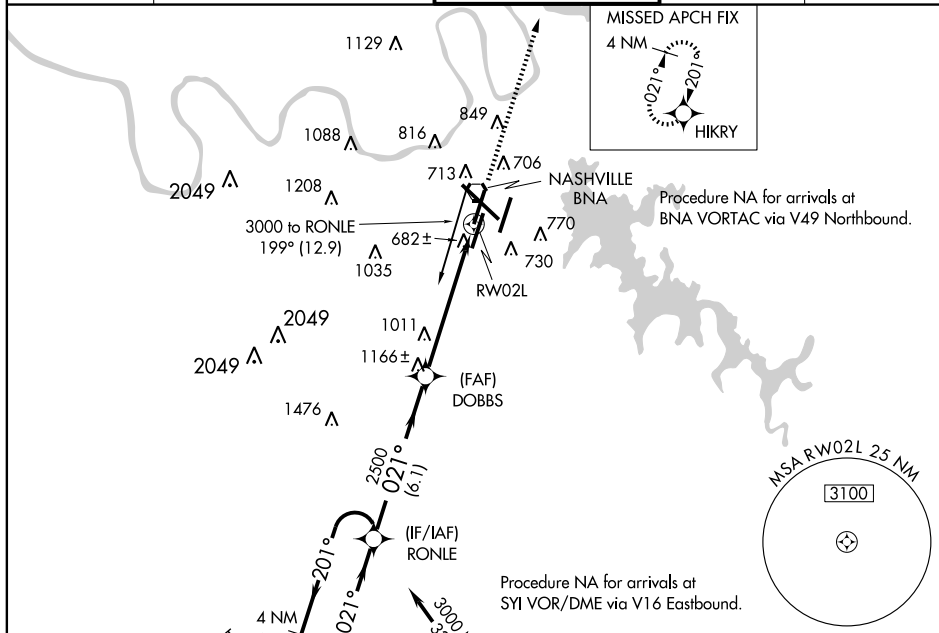 MISSED APCH FIX
4 NM
021°
201°
HIKRY
1129
849
816
1088
706
713
NASHVILLE
BNA
2049
1208
Procedure NA for arrivals at
BNA VORTAC via V49 Northbound.
3000 to RONLE
199° (12.9)
682±
770
730
1035
RW02L
2049
1011
2049
1166±
(FAF)
DOBBS
1476
2500
021°
(6.1)
MSA RW02L 25 NM
3100
(IF/IAF)
RONLE
201°
021°
4 NM
Procedure NA for arrivals at
SYI VOR/DME via V16 Eastbound.
3000